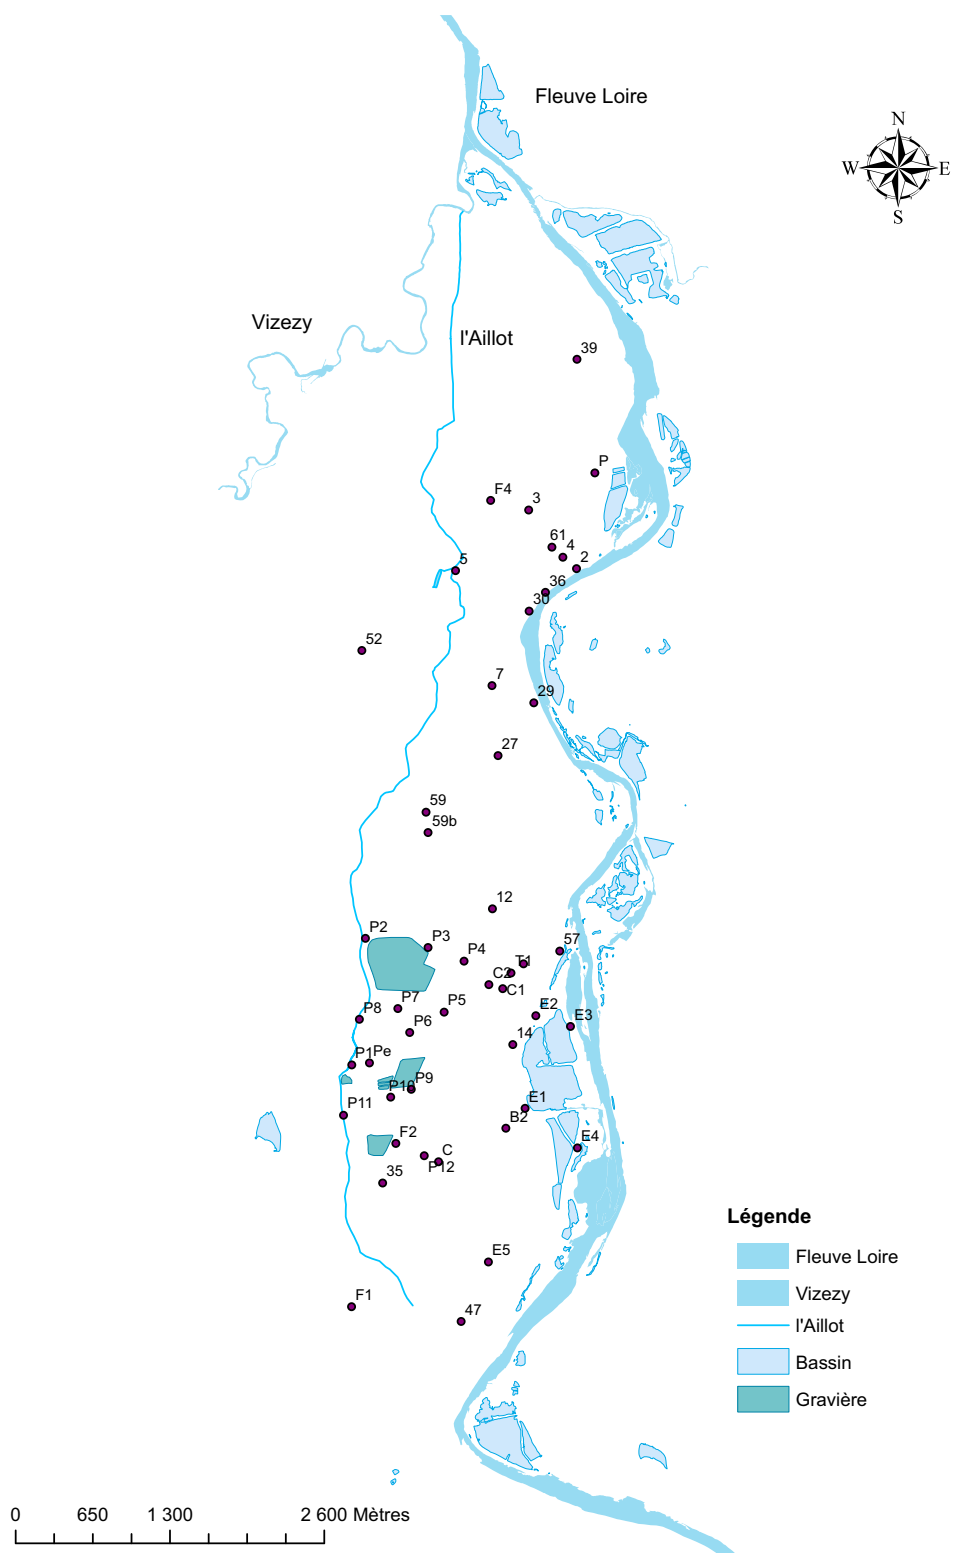 Fleuve Loire
N
W E
S
Vizezy
l'Aillot
39
P
F4
3
61
4
5
2
36
30
52
7
29
27
59
59b
12
P2
P3
57
P4
T1
C2
C1
P7
P5
E2
P8
E3
P6
14
P1
Pe
P9
P10
E1
P11
B2
F2
E4
C
P12
35
E5
F1
47
Légende
Fleuve Loire
Vizezy
l'Aillot
Bassin
Gravière
0 650 1 300 2 600 Mètres